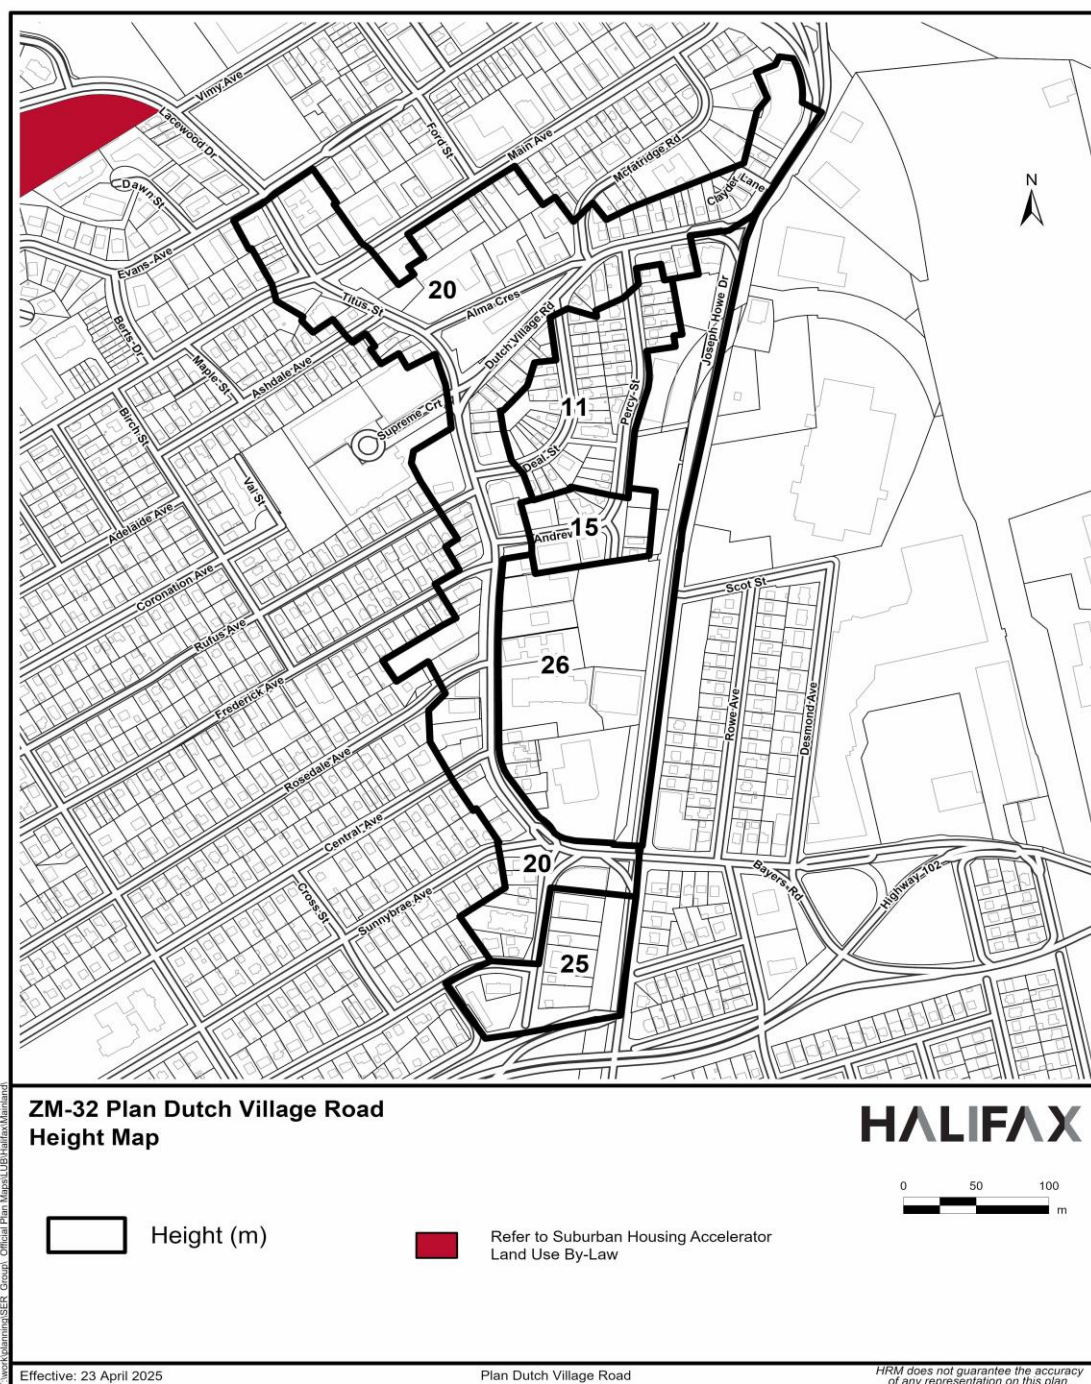 Vimy Ave
Lacewood Dr
Ford St
Main Ave
Mcfatridge Rd
Clayder Lane
N
Dawn St
Evans Ave
20
Titus St
Alma Cres
Dutch Village Rd
Joseph Howe Dr
Berts Dr
Maple St
Ashdale Ave
Supreme Crt
11
Percy St
Birch St
Deal St
Val St
Adelaide Ave
Andrew
15
Coronation Ave
Scot St
Rufus Ave
26
Frederick Ave
Rowe Ave
Desmond Ave
Rosedale Ave
Central Ave
20
Bayers Rd
Highway 102
Cross St
Sunnybrae Ave
25
ZM-32 Plan Dutch Village Road
Height Map
HALIFAX
0 50 100
m
Height (m)
Refer to Suburban Housing Accelerator
Land Use By-Law
Effective: 23 April 2025
Plan Dutch Village Road
HRM does not guarantee the accuracy
of any representation on this plan